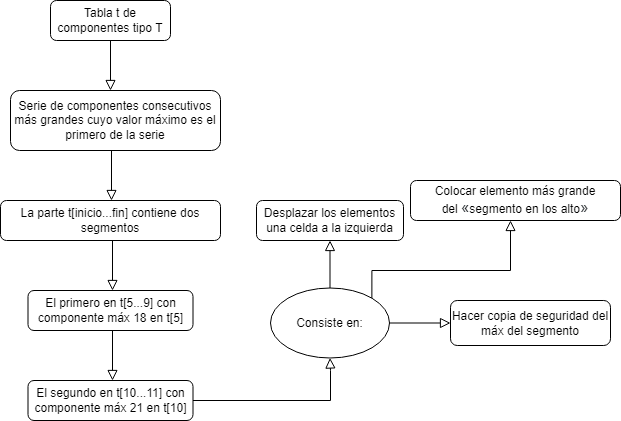 Tabla t de
componentes tipo T
Serie de componentes consecutivos
más grandes cuyo valor máximo es el
primero de la serie
La parte t[inicio...fin] contiene dos
segmentos
El primero en t[5...9] con
componente máx 18 en t[5]
El segundo en t[10...11] con
componente máx 21 en t[10]
Consiste en:
Desplazar los elementos
una celda a la izquierda
Colocar elemento más grande
del «segmento en los alto»
Hacer copia de seguridad del
máx del segmento